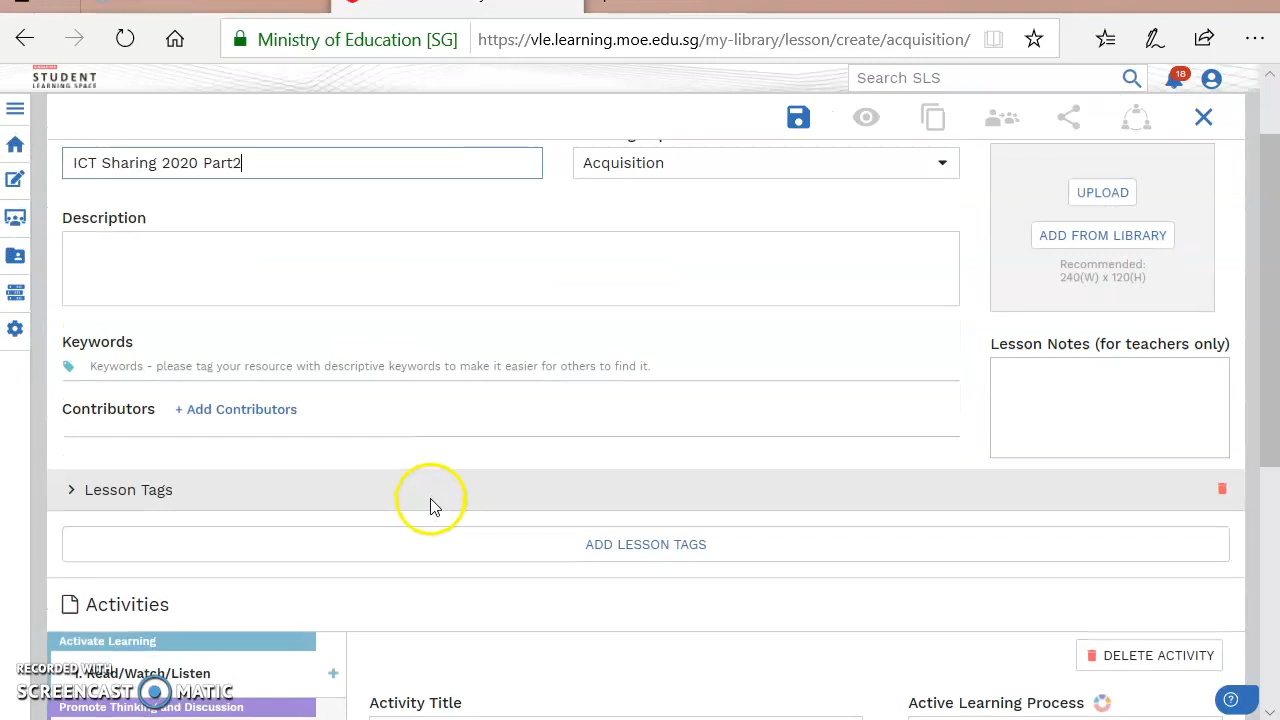 Ministry of Education [SG]
https://vle.learning.moe.edu.sg/my-library/lesson/create/acquisition/
STUDENT
LEARNING SPACE
Search SLS
18
ICT Sharing 2020 Part2
Acquisition
UPLOAD
Description
ADD FROM LIBRARY
Recommended:
240(W) x 120(H)
Keywords
Lesson Notes (for teachers only)
Keywords - please tag your resource with descriptive keywords to make it easier for others to find it.
Contributors + Add Contributors
Lesson Tags
ADD LESSON TAGS
Activities
Activate Learning
DELETE ACTIVITY
1. Read/Watch/Listen
RECORDED WITH
SCREENCAST MATIC
Promote Thinking and Discussion
Activity Title
Active Learning Process